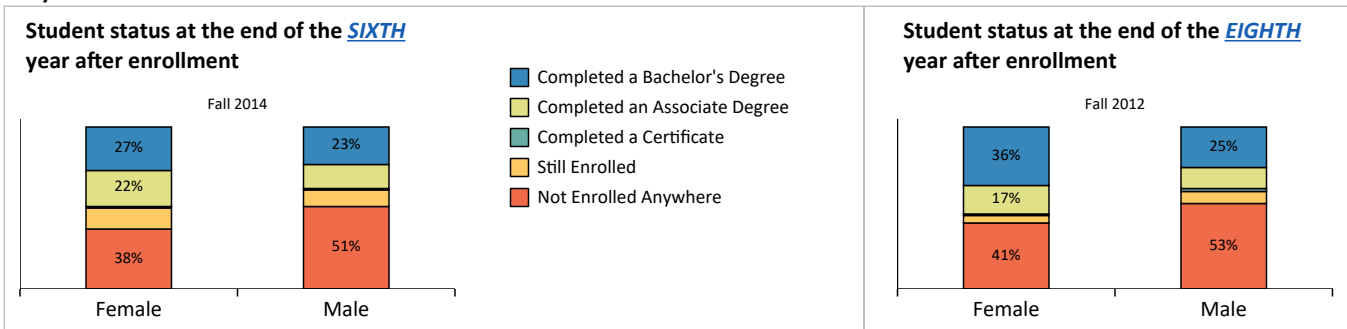 Student status at the end of the SIXTH
year after enrollment
Fall 2014
27%
22%
38%
23%
51%
Female
Male
Completed a Bachelor's Degree
Completed an Associate Degree
Completed a Certificate
Still Enrolled
Not Enrolled Anywhere
Student status at the end of the EIGHTH
year after enrollment
Fall 2012
36%
17%
41%
25%
53%
Female
Male